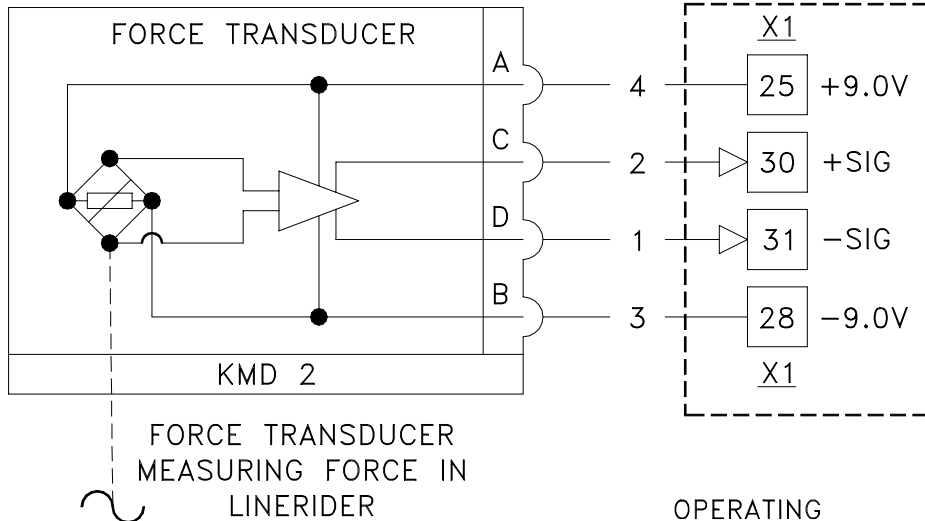 FORCE TRANSDUCER
X1
A
4
25
+9.0V
C
2
30
+SIG
D
1
31
−SIG
B
3
28
−9.0V
KMD 2
X1
FORCE TRANSDUCER
MEASURING FORCE IN
LINERIDER
OPERATING